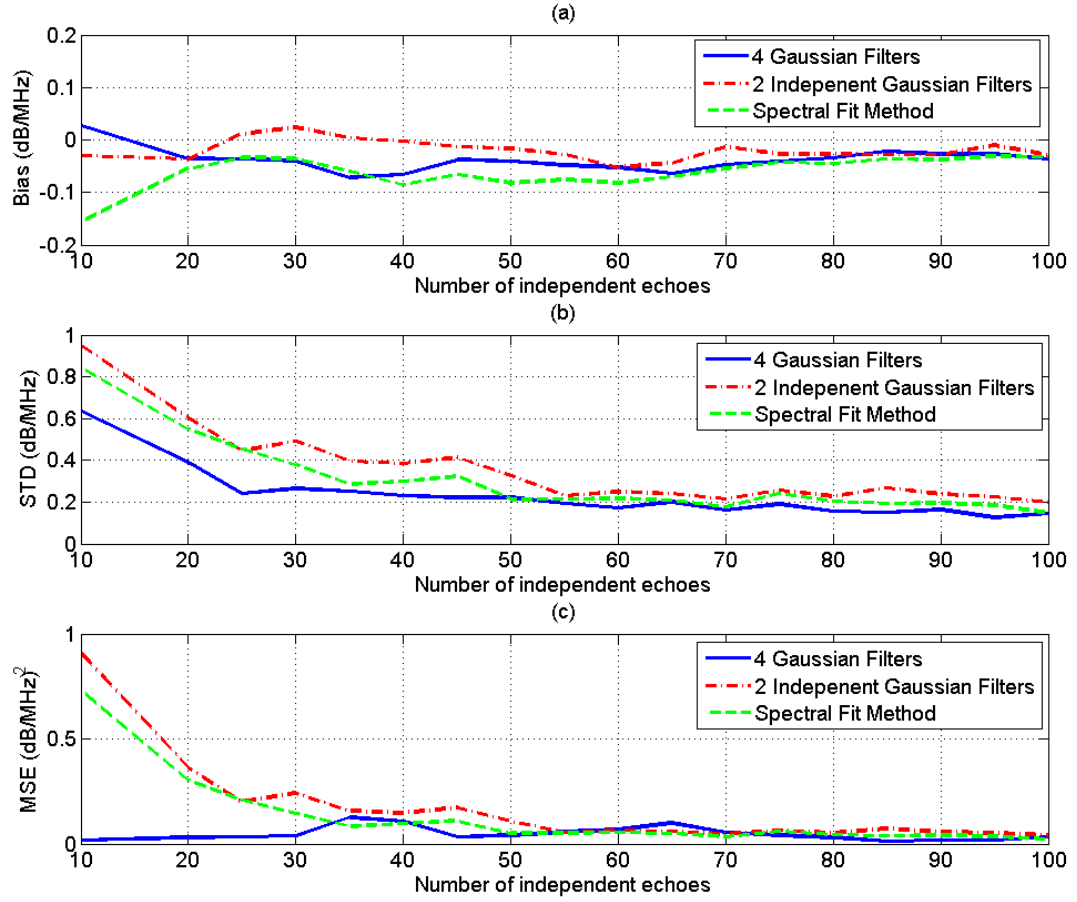 (a)
0.2
0.1
0
-0.1
-0.2
Bias (dB/MHz)
4 Gaussian Filters
2 Indepenent Gaussian Filters
Spectral Fit Method
10 20 30 40 50 60 70 80 90 100
Number of independent echoes
(b)
1
0.8
0.6
0.4
0.2
0
STD (dB/MHz)
4 Gaussian Filters
2 Indepenent Gaussian Filters
Spectral Fit Method
10 20 30 40 50 60 70 80 90 100
Number of independent echoes
(c)
1
0.5
0
MSE (dB/MHz)²
4 Gaussian Filters
2 Indepenent Gaussian Filters
Spectral Fit Method
10 20 30 40 50 60 70 80 90 100
Number of independent echoes